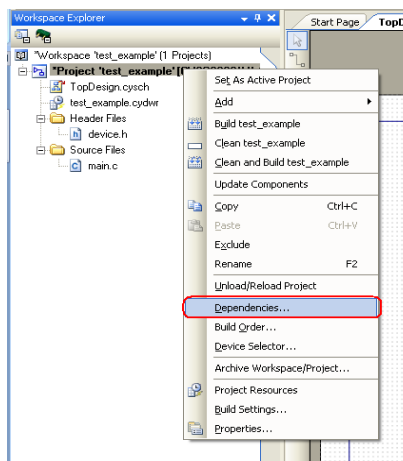 Workspace Explorer
Start Page
TopD
"Workspace 'test_example' (1 Projects)
"Project 'test_example'
TopDesign.cysch
test_example.cydwr
Header Files
device.h
Source Files
main.c
Set As Active Project
Add
Build test_example
Clean test_example
Clean and Build test_example
Update Components
Copy Ctrl+C
Paste Ctrl+V
Exclude
Rename F2
Unload/Reload Project
Dependencies...
Build Order...
Device Selector...
Archive Workspace/Project...
Project Resources
Build Settings...
Properties...